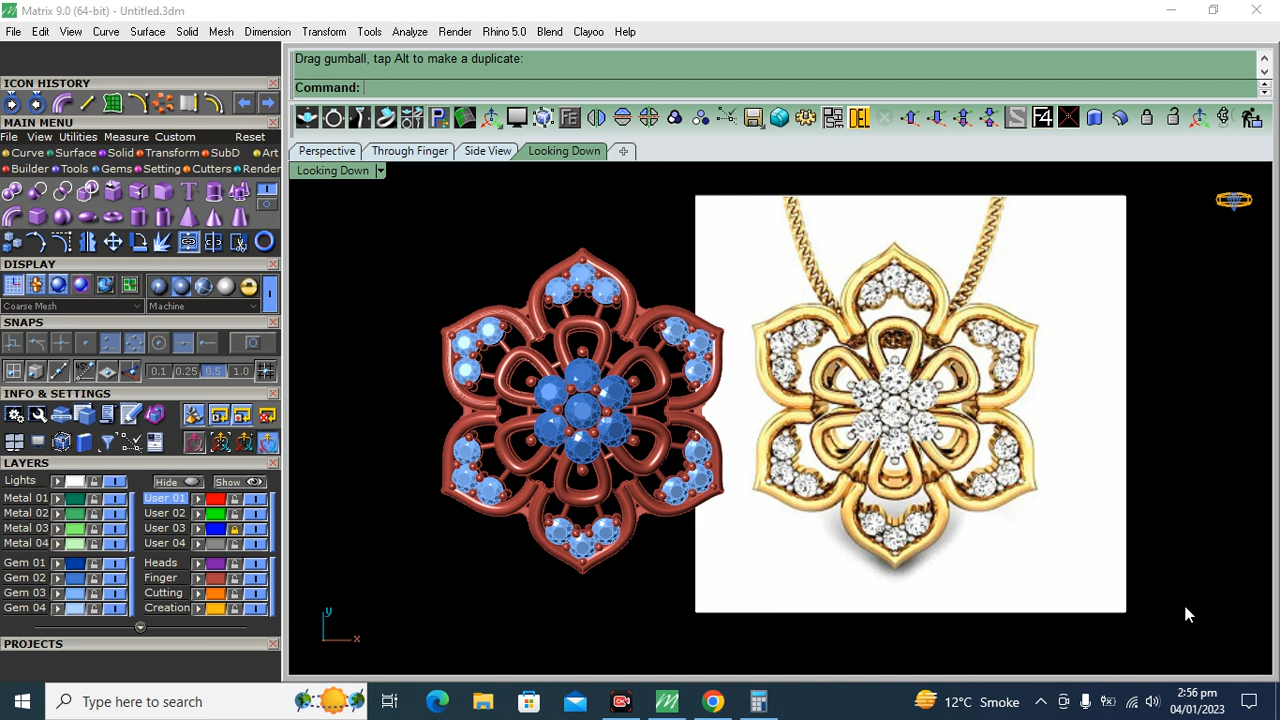 Matrix 9.0 (64-bit) - Untitled.3dm
File Edit View Curve Surface Solid Mesh Dimension Transform Tools Analyze Render Rhino 5.0 Blend Clayoo Help
Drag gumball, tap Alt to make a duplicate:
Command:
ICON HISTORY
MAIN MENU
File View Utilities Measure Custom Reset
Curve Surface Solid Transform SubD Art
Builder Tools Gems Setting Cutters Render
DISPLAY
Coarse Mesh Machine
SNAPS
0.1 0.25 0.5 1.0
INFO & SETTINGS
LAYERS
Lights Hide Show
Metal 01 User 01
Metal 02 User 02
Metal 03 User 03
Metal 04 User 04
Gem 01 Heads
Gem 02 Finger
Gem 03 Cutting
Gem 04 Creation
PROJECTS
F4
Perspective Through Finger Side View Looking Down
Looking Down
y
x
Type here to search
12°C Smoke
2:56 pm
04/01/2023